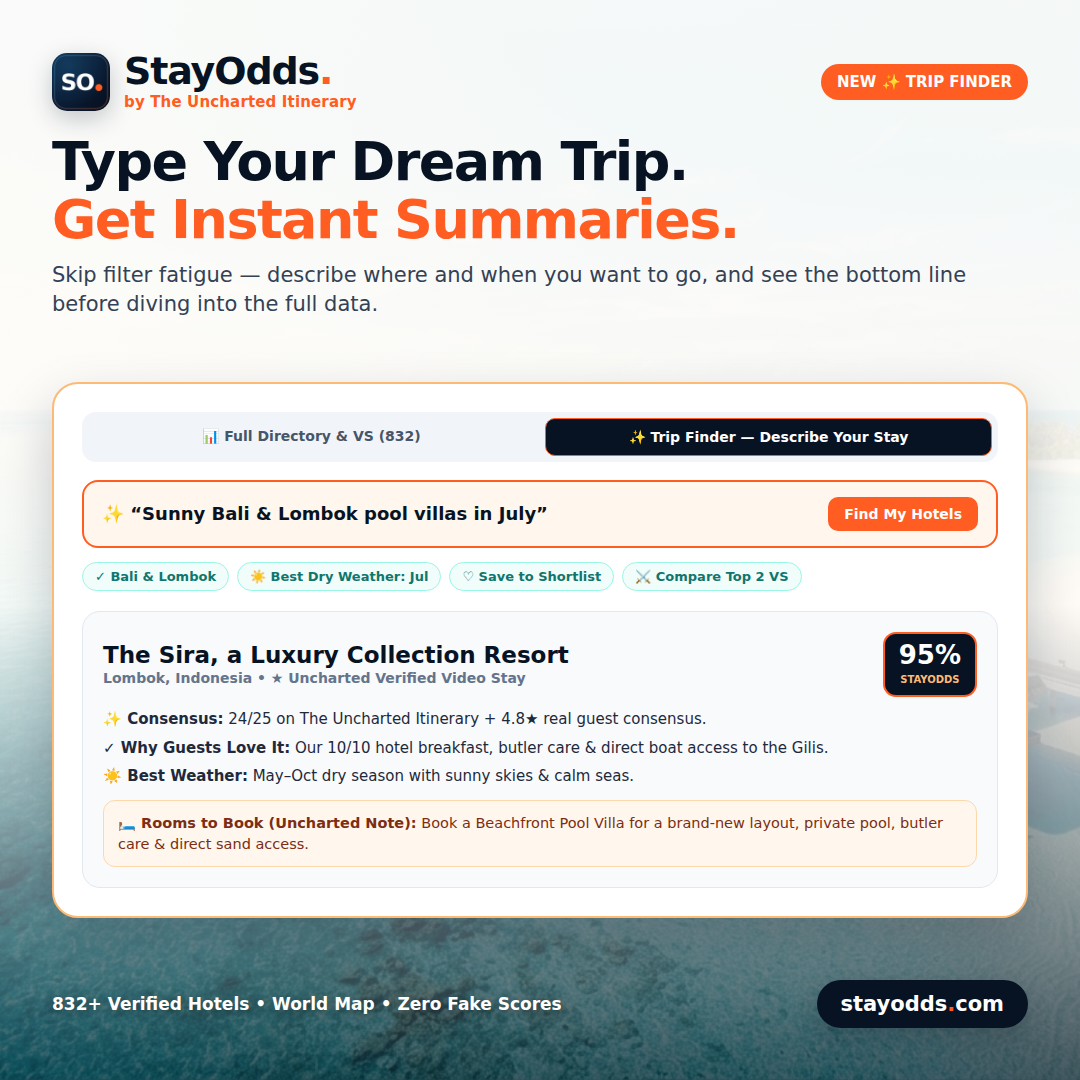 SO.
StayOdds.
by The Uncharted Itinerary
NEW ✨ TRIP FINDER
Type Your Dream Trip.
Get Instant Summaries.
Skip filter fatigue — describe where and when you want to go, and see the bottom line
before diving into the full data.
📊 Full Directory & VS (832)
✨ Trip Finder — Describe Your Stay
✨ “Sunny Bali & Lombok pool villas in July”
Find My Hotels
✓ Bali & Lombok
☀️ Best Dry Weather: Jul
♡ Save to Shortlist
⚔️ Compare Top 2 VS
The Sira, a Luxury Collection Resort
Lombok, Indonesia • ★ Uncharted Verified Video Stay
95%
STAYODDS
✨ Consensus: 24/25 on The Uncharted Itinerary + 4.8★ real guest consensus.
✓ Why Guests Love It: Our 10/10 hotel breakfast, butler care & direct boat access to the Gilis.
☀️ Best Weather: May–Oct dry season with sunny skies & calm seas.
🛏️ Rooms to Book (Uncharted Note): Book a Beachfront Pool Villa for a brand-new layout, private pool, butler
care & direct sand access.
832+ Verified Hotels • World Map • Zero Fake Scores
stayodds.com